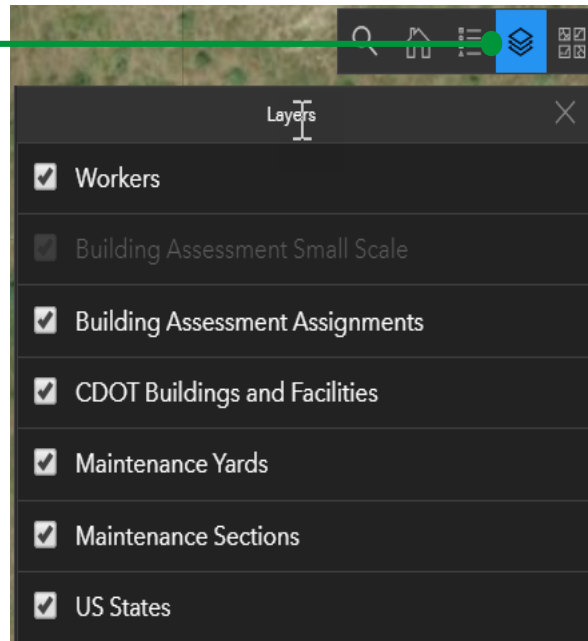 Layers
Workers
Building Assessment Small Scale
Building Assessment Assignments
CDOT Buildings and Facilities
Maintenance Yards
Maintenance Sections
US States